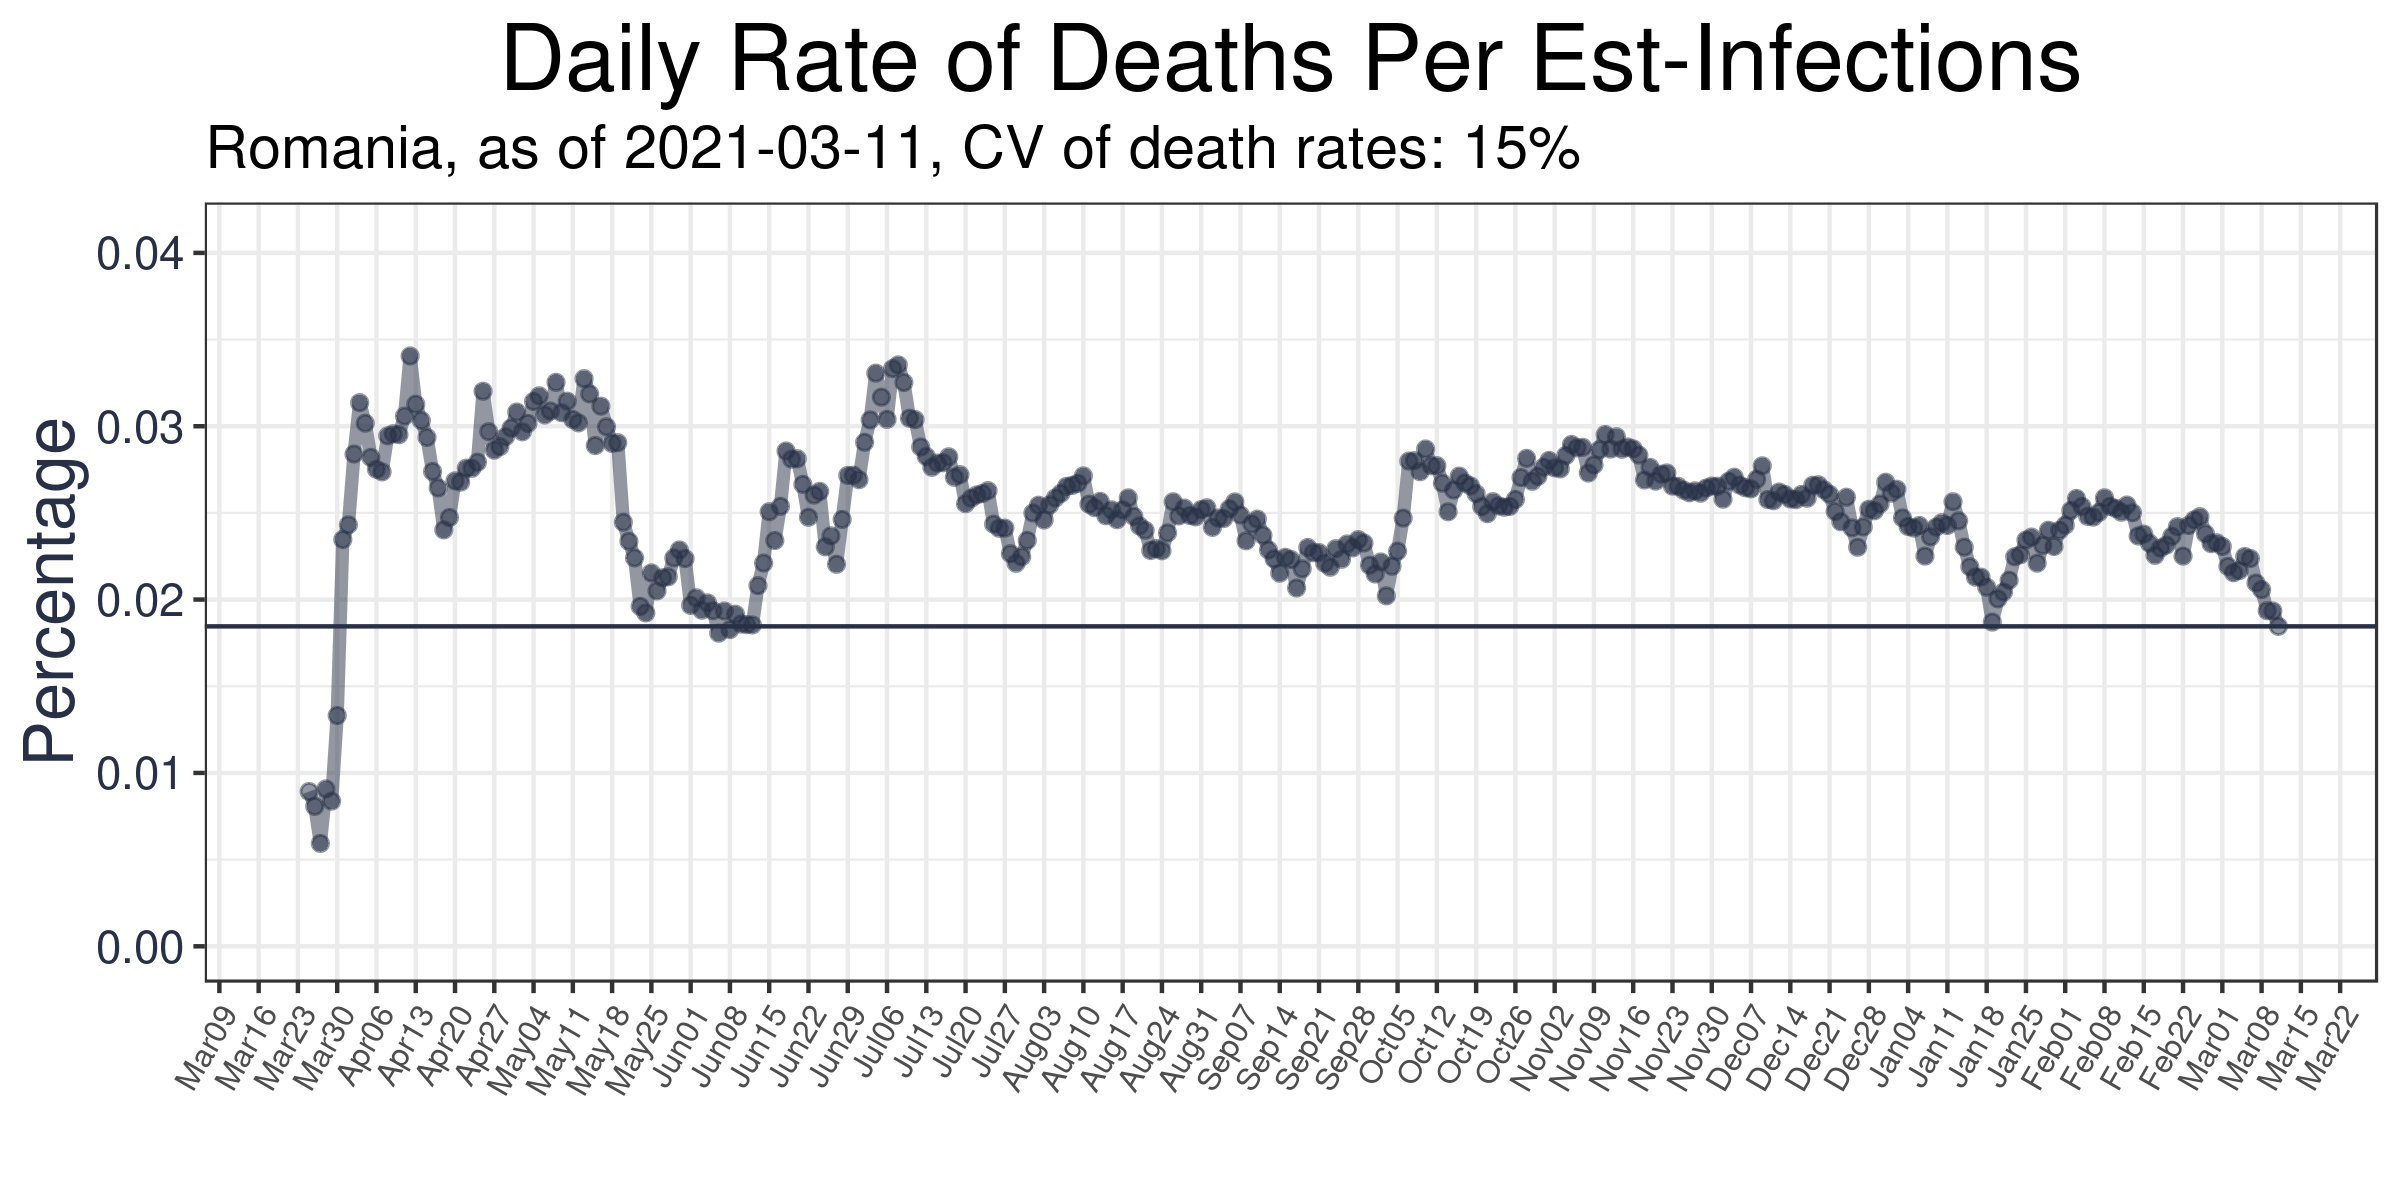 Daily Rate of Deaths Per Est-Infections
Romania, as of 2021-03-11, CV of death rates: 15%
Percentage
0.04
0.03
0.02
0.01
0.00
Mar09
Mar16
Mar23
Mar30
Apr06
Apr13
Apr20
Apr27
May04
May11
May18
May25
Jun01
Jun08
Jun15
Jun22
Jun29
Jul06
Jul13
Jul20
Jul27
Aug03
Aug10
Aug17
Aug24
Aug31
Sep07
Sep14
Sep21
Sep28
Oct05
Oct12
Oct19
Oct26
Nov02
Nov09
Nov16
Nov23
Nov30
Dec07
Dec14
Dec21
Dec28
Jan04
Jan11
Jan18
Jan25
Feb01
Feb08
Feb15
Feb22
Mar01
Mar08
Mar15
Mar22